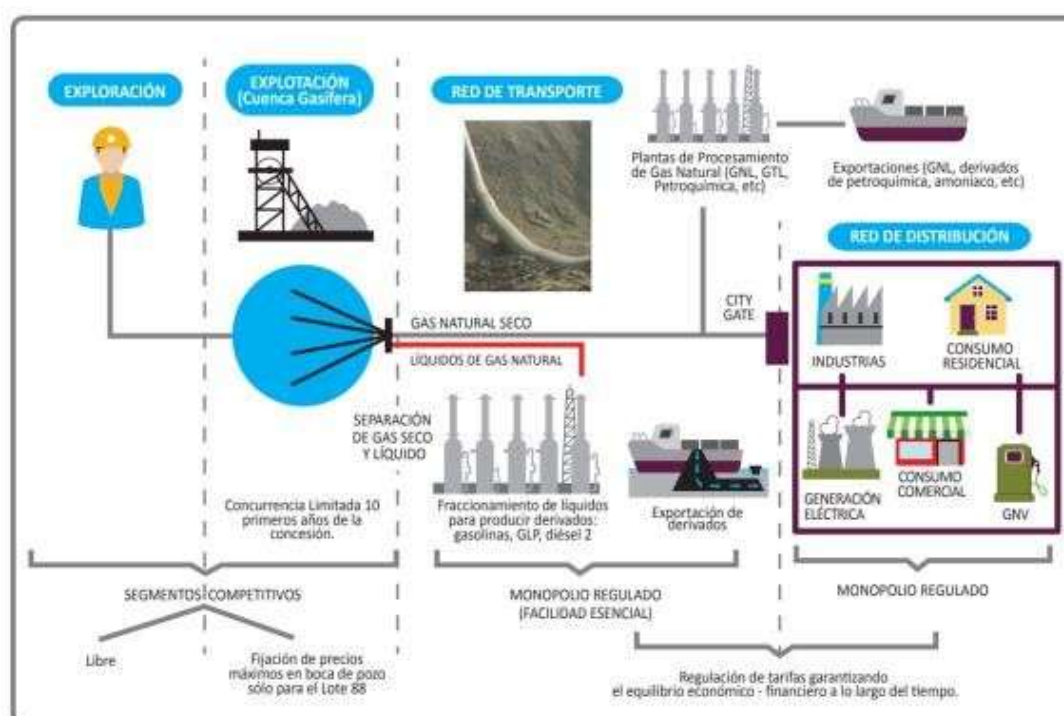 EXPLORACIÓN
EXPLOTACIÓN
(Cuenca Gasífera)
RED DE TRANSPORTE
Plantas de Procesamiento
de Gas Natural (GNL, GTL,
Petroquímica, etc)
Exportaciones (GNL, derivados
de petroquímica, amoniaco, etc)
RED DE DISTRIBUCIÓN
CITY
GATE
GAS NATURAL SECO
LÍQUIDOS DE GAS NATURAL
INDUSTRIAS
CONSUMO
RESIDENCIAL
SEPARACIÓN
DE GAS SECO
Y LÍQUIDO
GENERACIÓN
ELÉCTRICA
CONSUMO
COMERCIAL
GNV
Concurrencia Limitada 10
primeros años de la
concesión.
Fraccionamiento de líquidos
para producir derivados:
gasolinas, GLP, diésel 2
Exportación de
derivados
SEGMENTOS COMPETITIVOS
MONOPOLIO REGULADO
(FACILIDAD ESENCIAL)
MONOPOLIO REGULADO
Libre
Fijación de precios
máximos en boca de pozo
sólo para el Lote 88
Regulación de tarifas garantizando
el equilibrio económico - financiero a lo largo del tiempo.